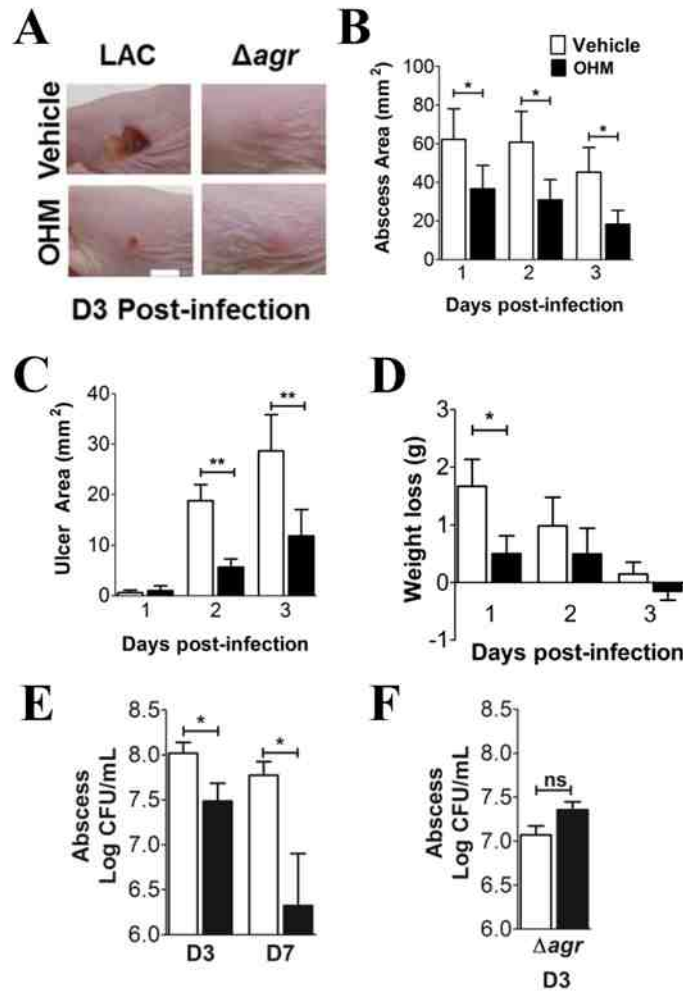 A
LAC Δagr
Vehicle
OHM
D3 Post-infection
B
Vehicle
OHM
Abscess Area (mm²)
100
80
60
40
20
0
* * *
1 2 3
Days post-infection
C
Ulcer Area (mm²)
40
30
20
10
0
** **
1 2 3
Days post-infection
D
Weight loss (g)
3
2
1
0
-1
*
1 2 3
Days post-infection
E
Abscess
Log CFU/mL
8.5
8.0
7.5
7.0
6.5
6.0
* *
D3 D7
F
Abscess
Log CFU/mL
8.5
8.0
7.5
7.0
6.5
6.0
ns
Δagr
D3